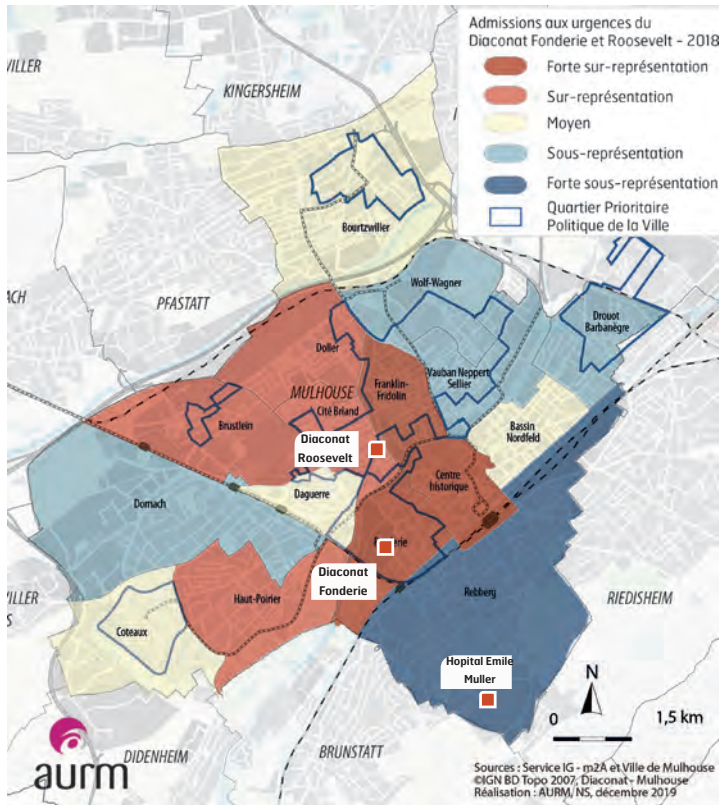 Admissions aux urgences du
Diaconat Fonderie et Roosevelt - 2018
Forte sur-représentation
Sur-représentation
Moyen
Sous-représentation
Forte sous-représentation
Quartier Prioritaire
Politique de la Ville
VILLER
KINGERSHEIM
Bourtzwiller
ACH
PFASTATT
Wolf-Wagner
Drouot
Barbanègre
Doller
MULHOUSE
Franklin-
Fridolin
Vauban Neppert
Sellier
Cité Briand
Brustlein
Bassin
Nordfeld
Diaconat
Roosevelt
Centre
historique
Dornach
Daguerre
Diaconat
Fonderie
Haut-Poirier
Rebberg
RIEDISHEIM
VILLER
Coteaux
Hopital Emile
Muller
N
0 1,5 km
DIDENHEIM
BRUNSTATT
aurm
Sources : Service IG - m2A et Ville de Mulhouse
©IGN BD Topo 2007, Diaconat - Mulhouse
Réalisation : AURM, NS, décembre 2019